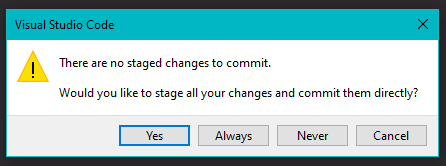 Visual Studio Code
There are no staged changes to commit.
Would you like to stage all your changes and commit them directly?
Yes
Always
Never
Cancel